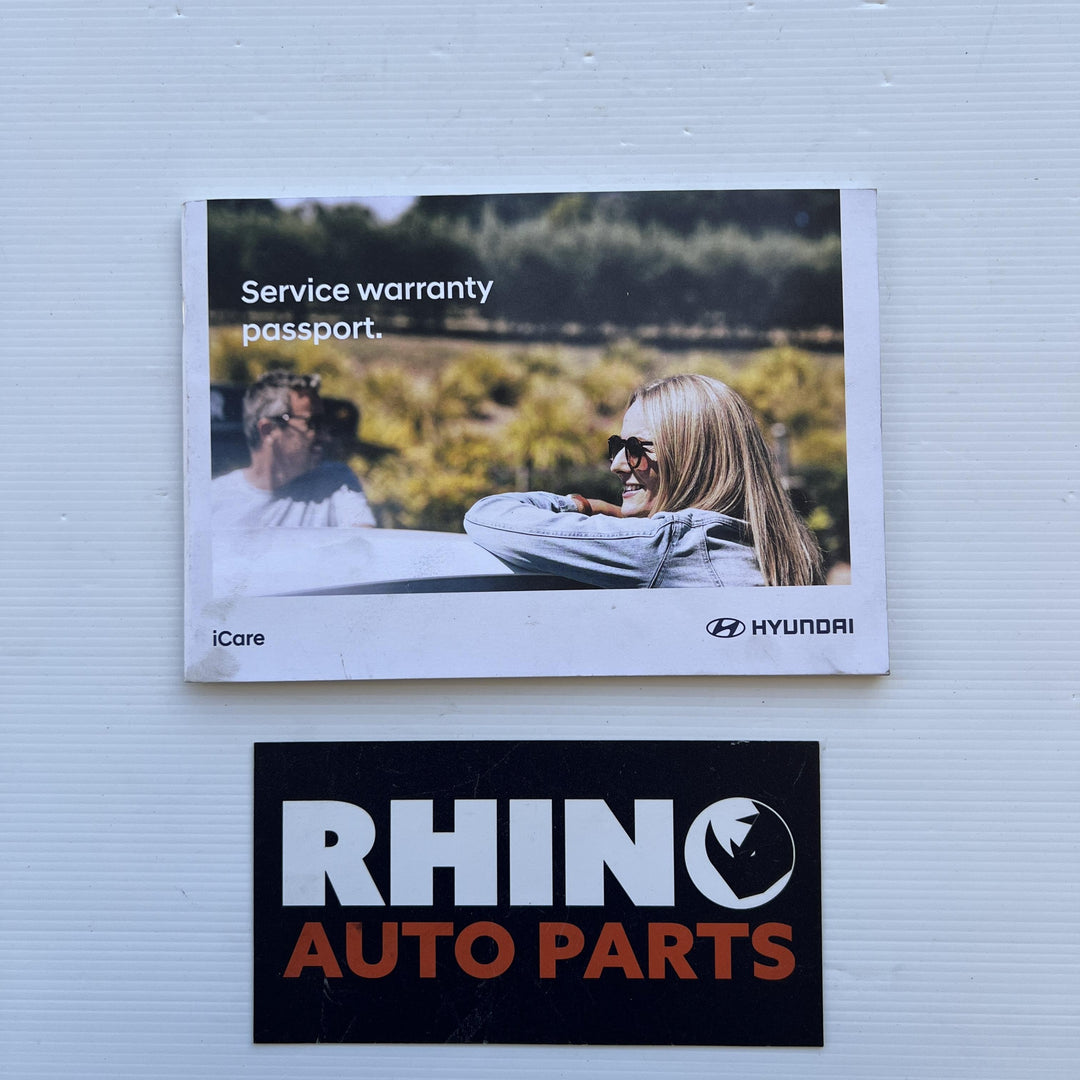 Service warranty
passport.
iCare
HYUNDAI
RHINO
AUTO PARTS